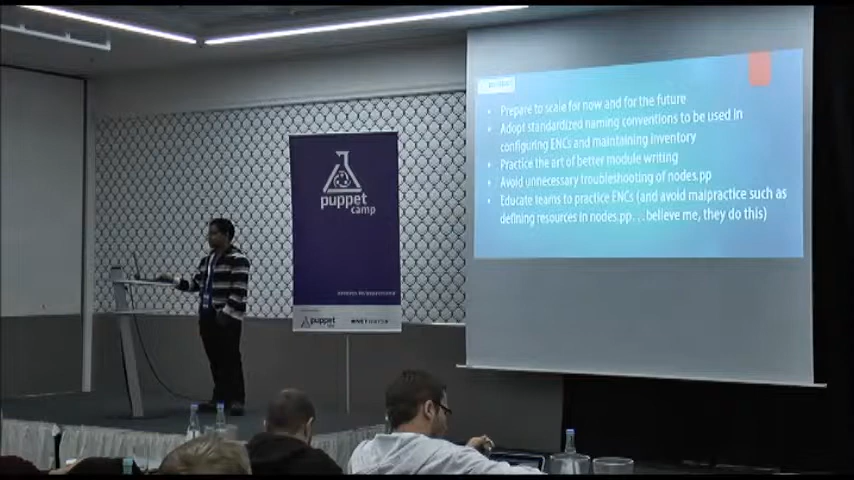 Prepare to scale for now and for the future
Adopt standardized naming conventions to be used in
configuring ENCs and maintaining inventory
Practice the art of better module writing
Avoid unnecessary troubleshooting of nodes.pp
Educate teams to practice ENCs (and avoid malpractice such as
defining resources in nodes.pp...believe me, they do this)
puppet
camp
puppet